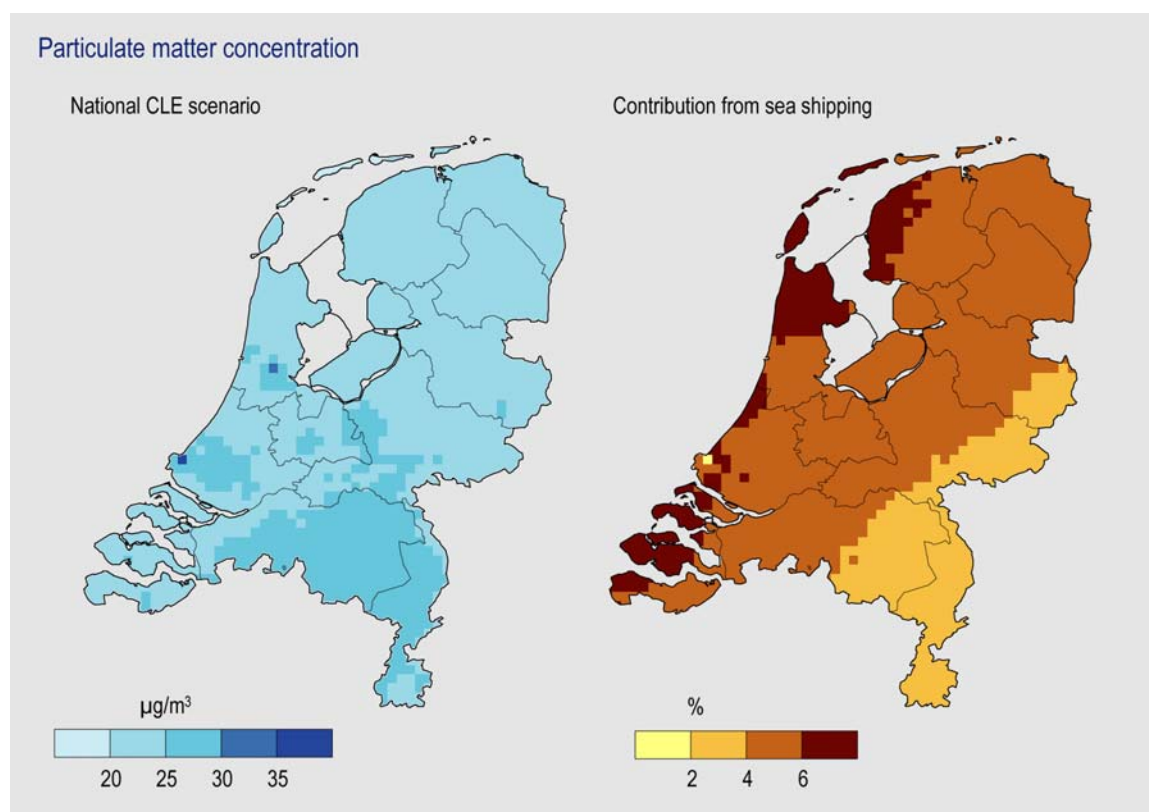 Particulate matter concentration
National CLE scenario
Contribution from sea shipping
µg/m³
20 25 30 35
%
2 4 6